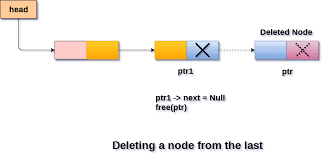 head
Deleted Node
ptr1
ptr
ptr1 -> next = Null
free(ptr)
Deleting a node from the last